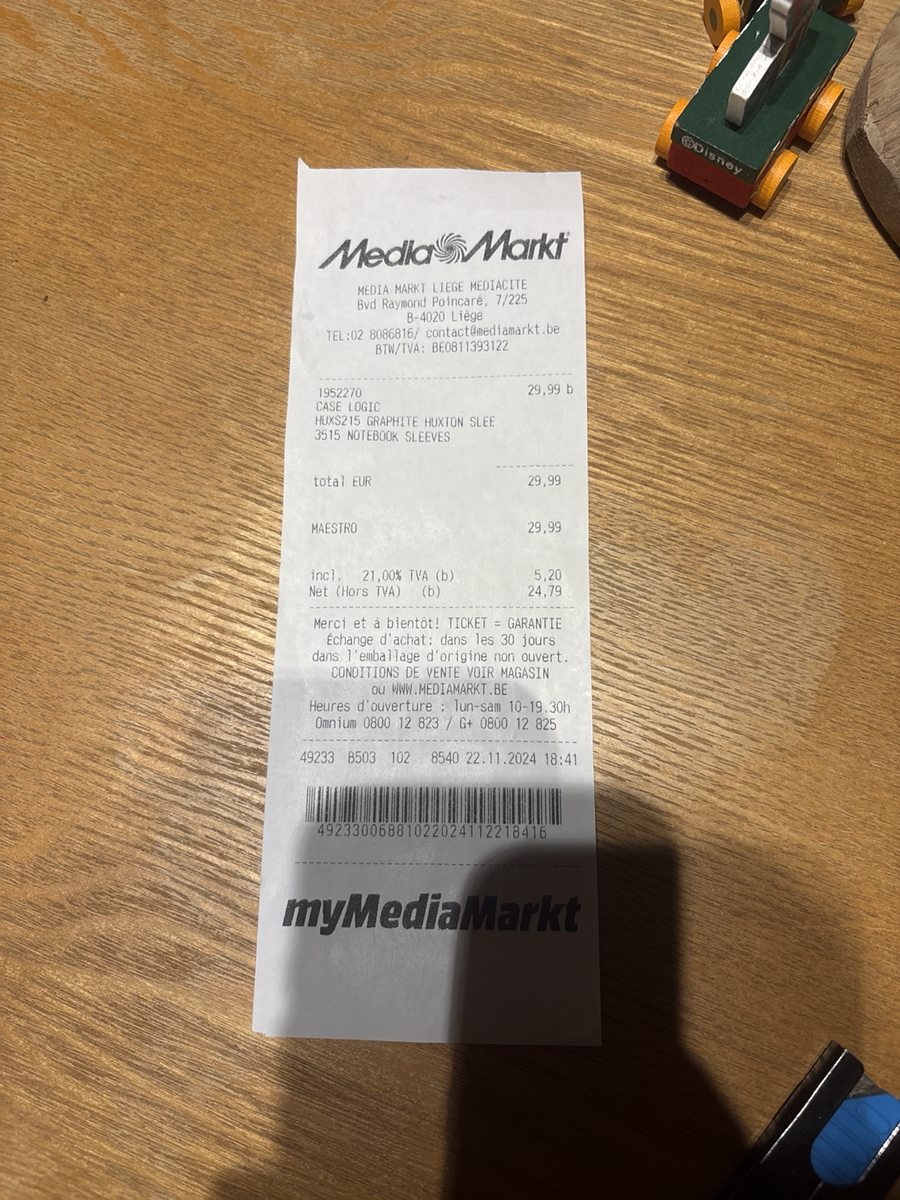 ©Disney
Media Markt
MEDIA MARKT LIEGE MEDIACITE
Bvd Raymond Poincaré, 7/225
B-4020 Liège
TEL:02 8086816/ contact@mediamarkt.be
BTW/TVA: BE0811393122
1952270 29,99 b
CASE LOGIC
HUXS215 GRAPHITE HUXTON SLEE
3515 NOTEBOOK SLEEVES
total EUR 29,99
MAESTRO 29,99
incl. 21,00% TVA (b) 5,20
Net (Hors TVA) (b) 24,79
Merci et à bientôt! TICKET = GARANTIE
Échange d'achat: dans les 30 jours
dans l'emballage d'origine non ouvert.
CONDITIONS DE VENTE VOIR MAGASIN
ou WWW.MEDIAMARKT.BE
Heures d'ouverture : lun-sam 10-19.30h
Omnium 0800 12 823 / G+ 0800 12 825
49233 B503 102 8540 22.11.2024 18:41
4923300688102202411221841​6
myMediaMarkt